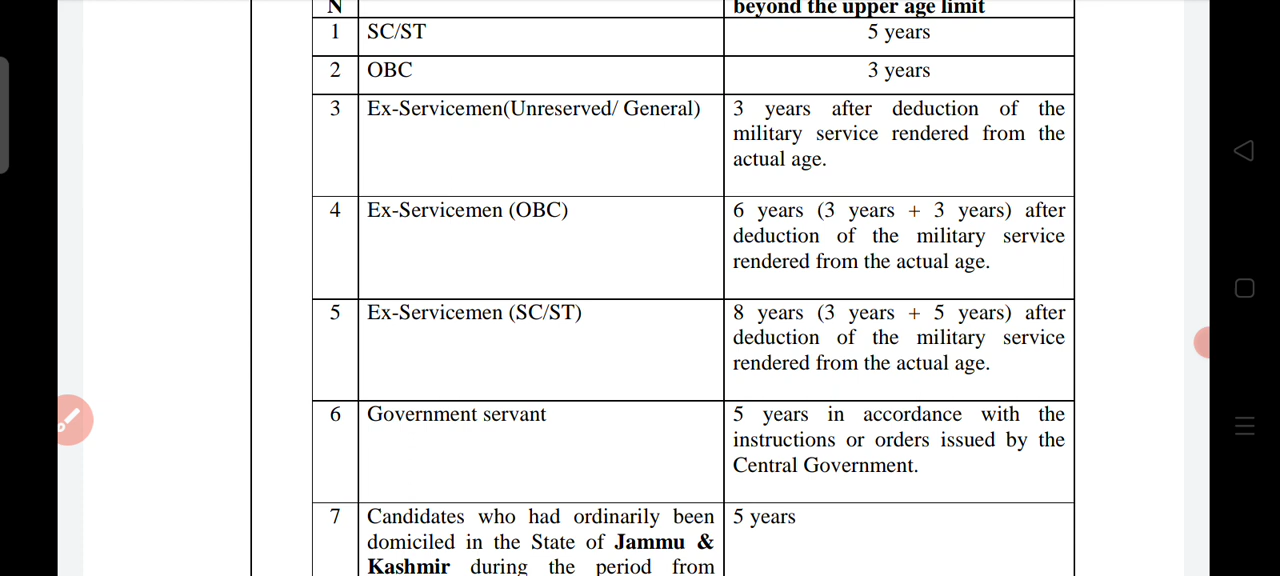 N
beyond the upper age limit
1 SC/ST 5 years
2 OBC 3 years
3 Ex-Servicemen(Unreserved/ General) 3 years after deduction of the
military service rendered from the
actual age.
4 Ex-Servicemen (OBC) 6 years (3 years + 3 years) after
deduction of the military service
rendered from the actual age.
5 Ex-Servicemen (SC/ST) 8 years (3 years + 5 years) after
deduction of the military service
rendered from the actual age.
6 Government servant 5 years in accordance with the
instructions or orders issued by the
Central Government.
7 Candidates who had ordinarily been 5 years
domiciled in the State of Jammu &
Kashmir during the period from